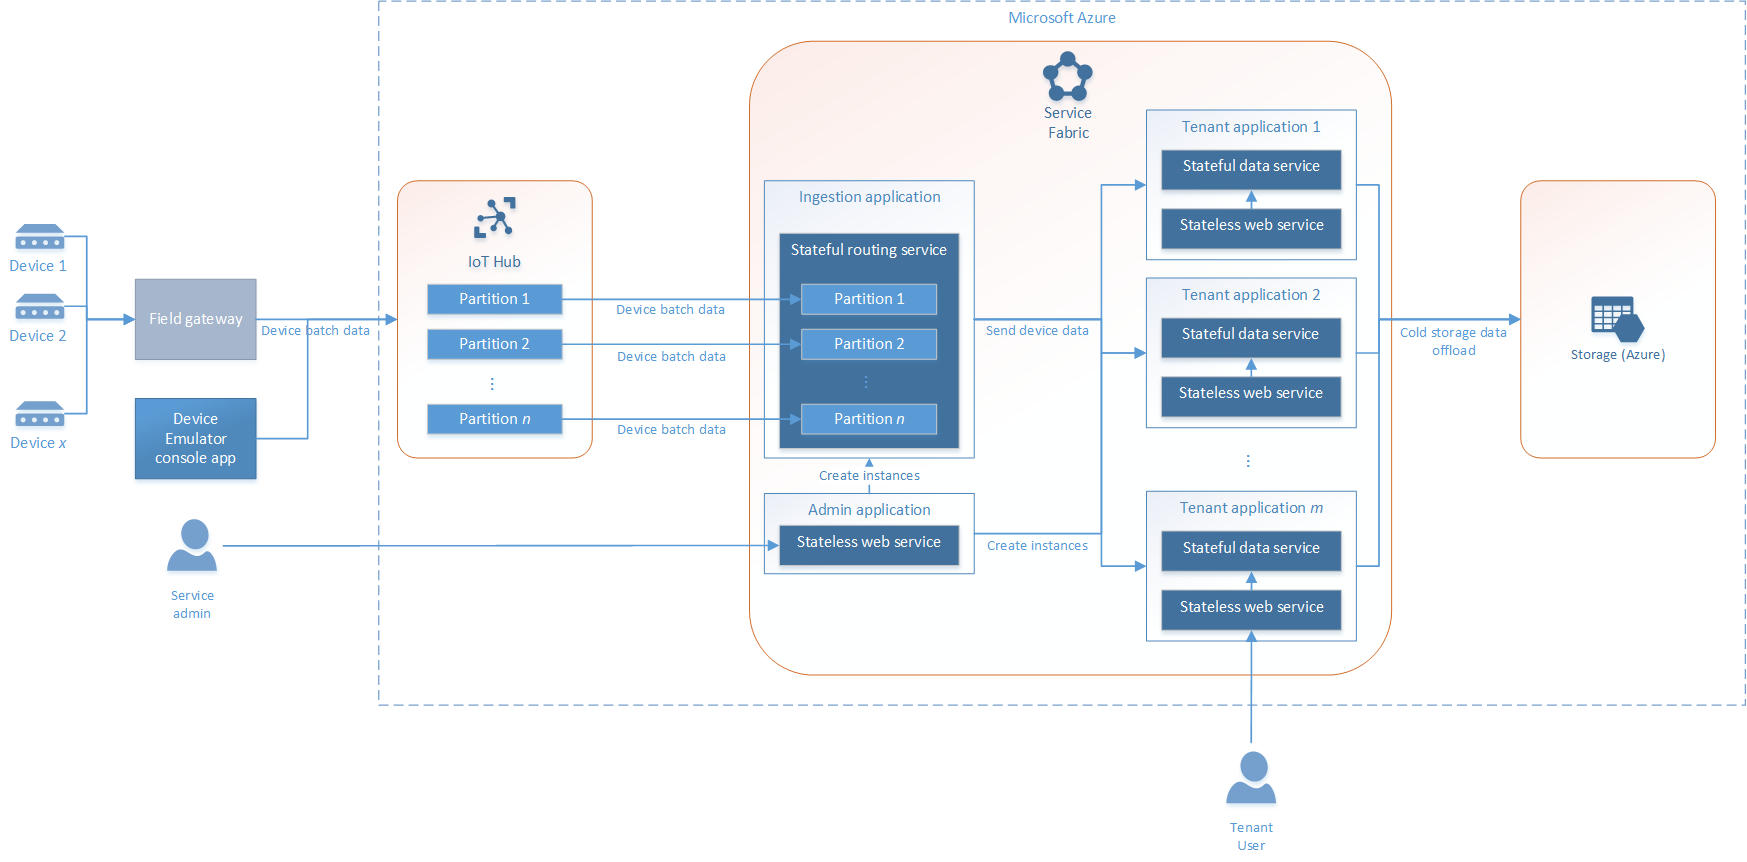 Microsoft Azure
Device 1
Device 2
Device x
Field gateway
Device
Emulator
console app
Device batch data
Service
admin
IoT Hub
Partition 1
Partition 2
⋮
Partition n
Device batch data
Device batch data
Device batch data
Service
Fabric
Ingestion application
Stateful routing service
Partition 1
Partition 2
⋮
Partition n
Create instances
Admin application
Stateless web service
Send device data
Create instances
Tenant application 1
Stateful data service
Stateless web service
Tenant application 2
Stateful data service
Stateless web service
⋮
Tenant application m
Stateful data service
Stateless web service
Cold storage data
offload
Storage (Azure)
Tenant
User